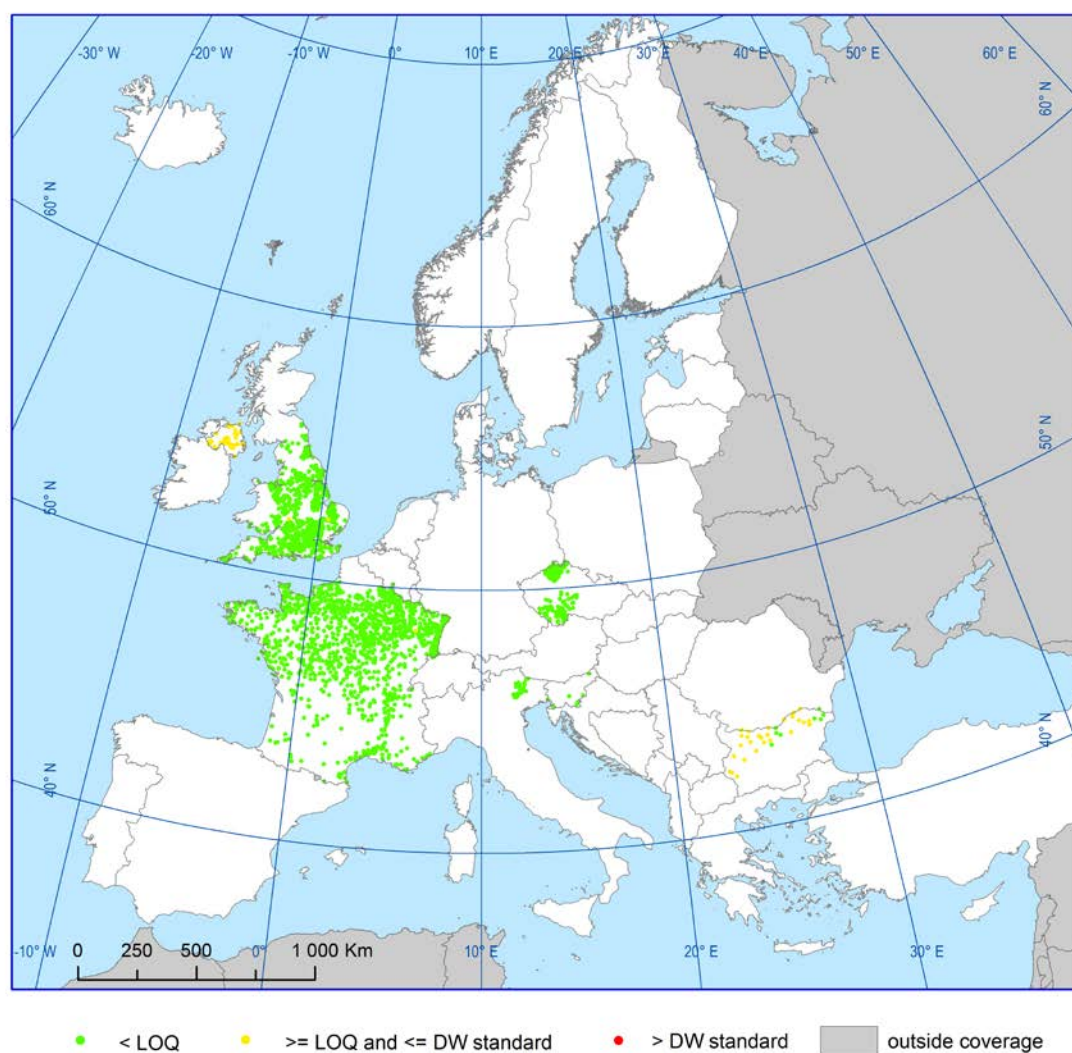 -30° W -20° W -10° W 0° 10° E 20° E 30° E 40° E 50° E 60° E
60° N
60° N
50° N
50° N
40° N
40° N
-10° W 0° 10° E 20° E 30° E
0 250 500 1 000 Km
< LOQ >= LOQ and <= DW standard > DW standard outside coverage